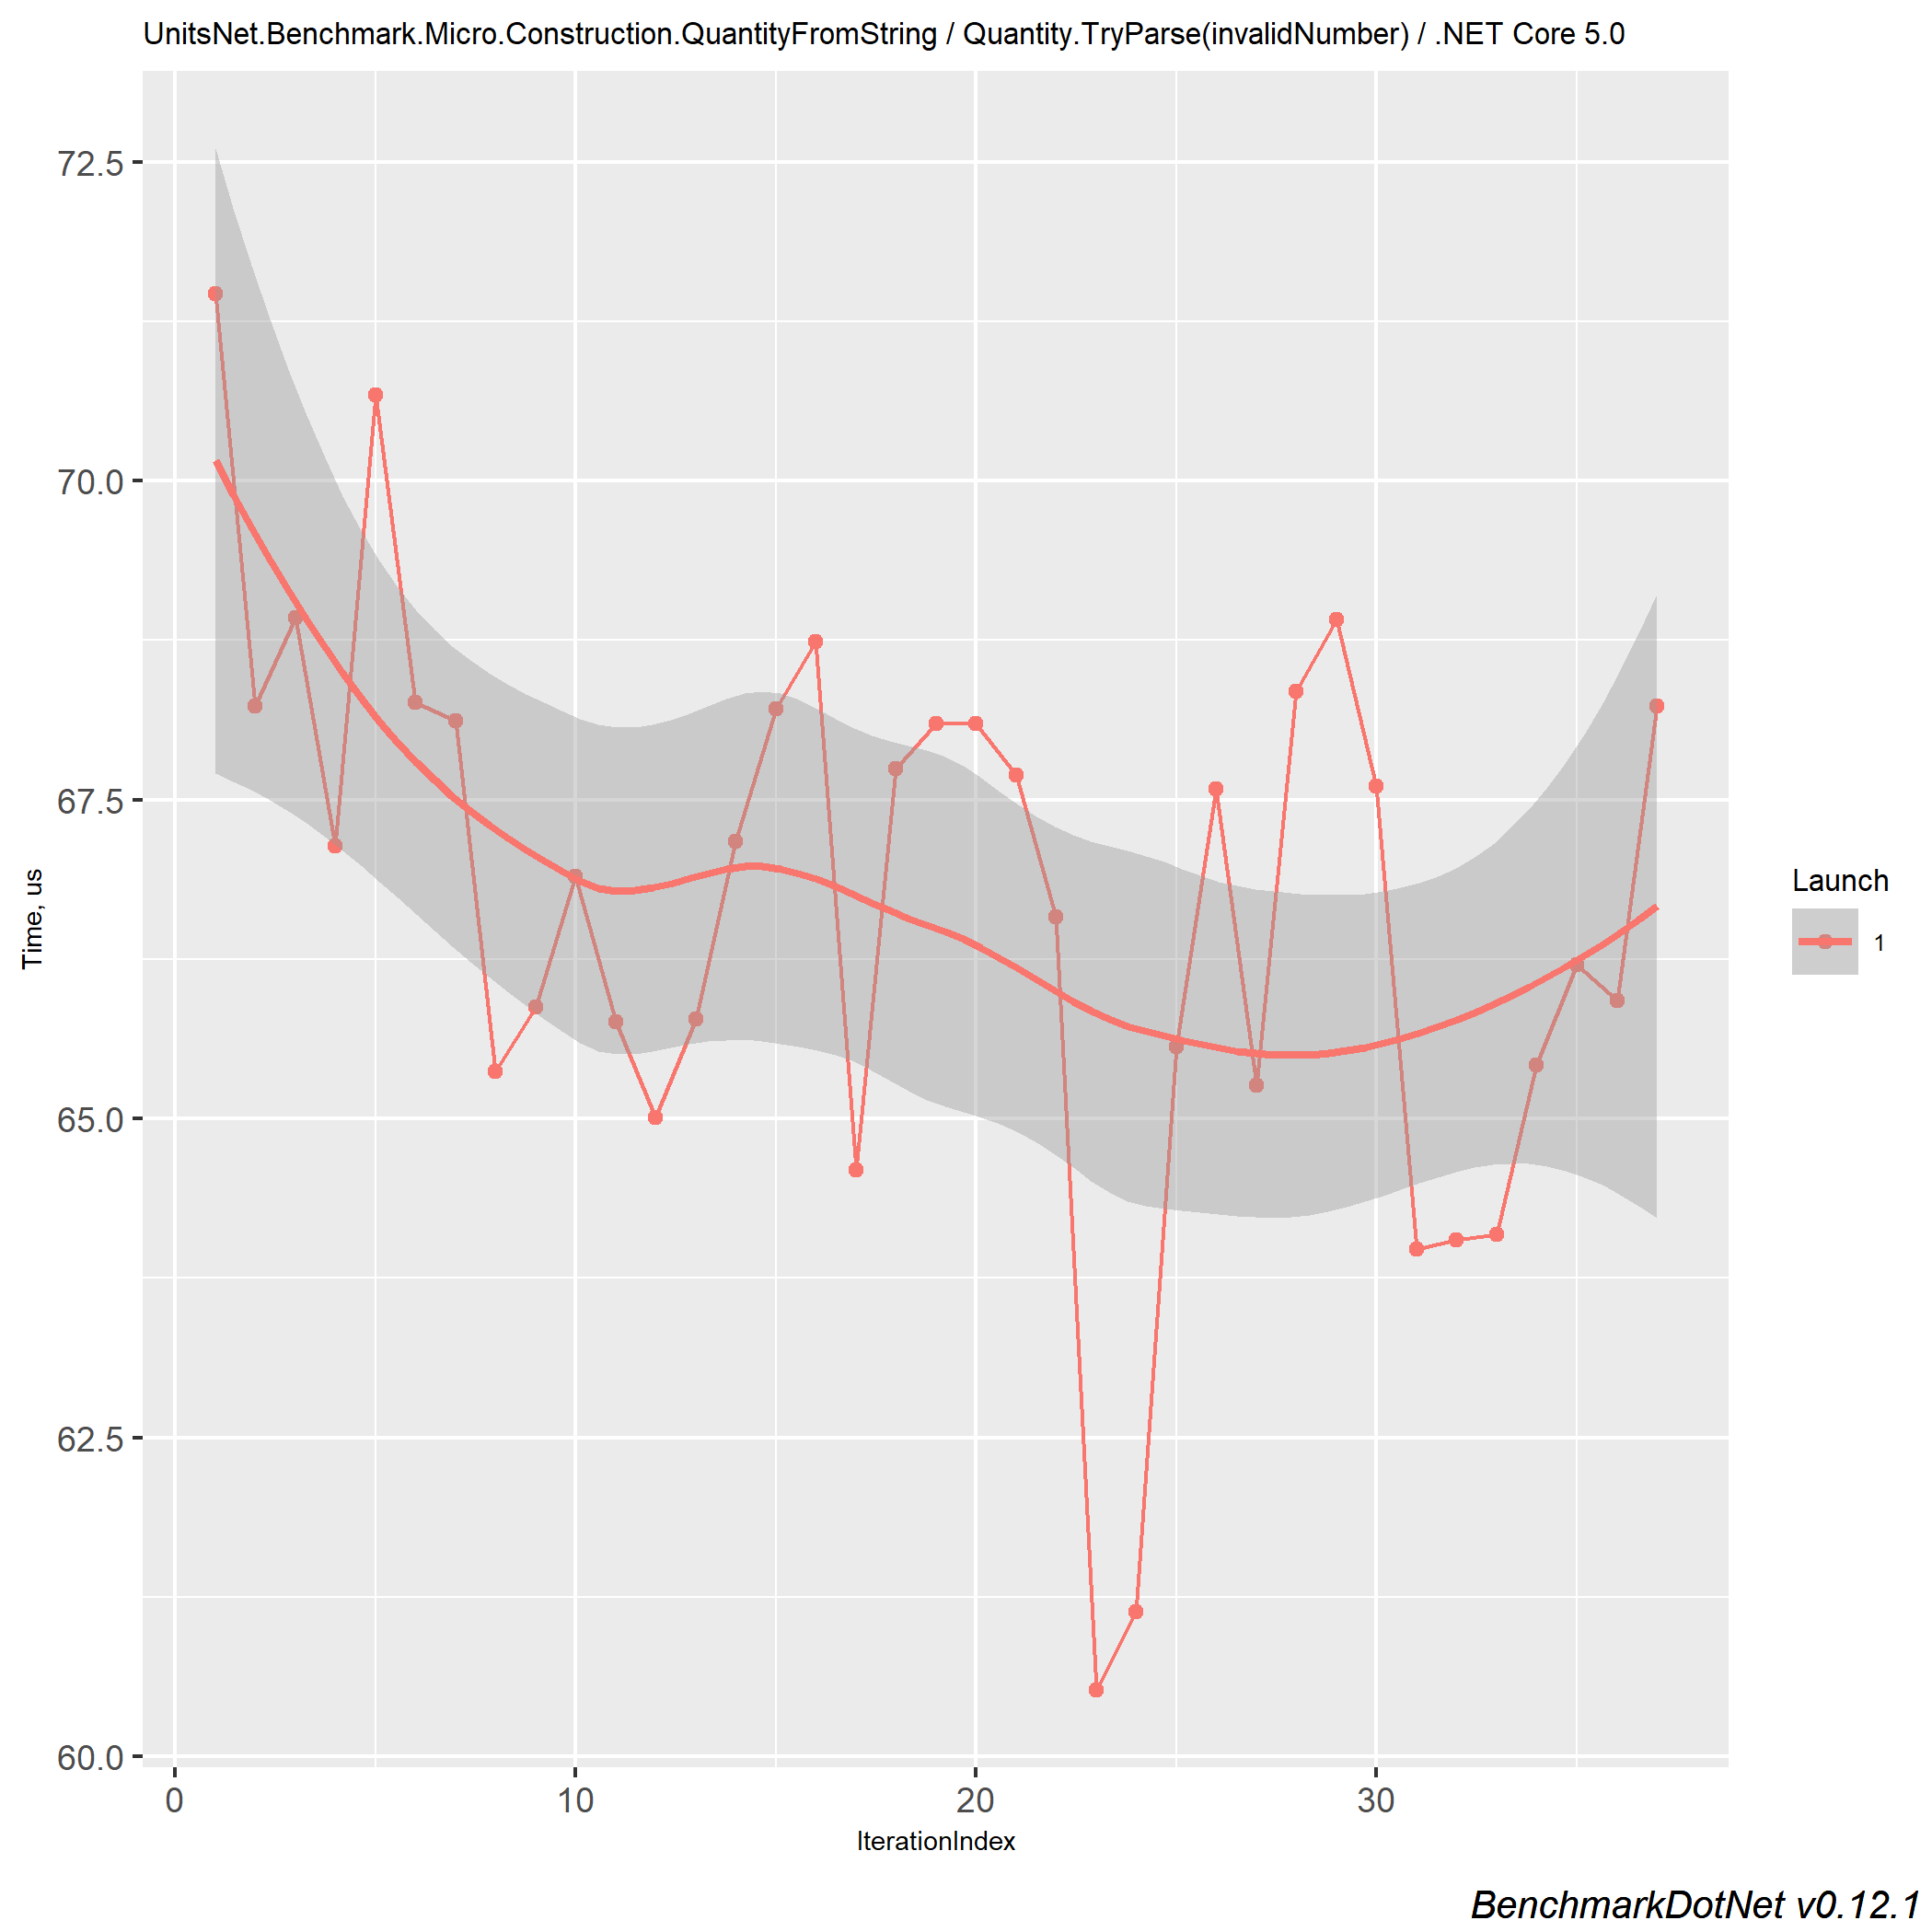 UnitsNet.Benchmark.Micro.Construction.QuantityFromString / Quantity.TryParse(invalidNumber) / .NET Core 5.0
72.5
70.0
67.5
65.0
62.5
60.0
Time, us
0 10 20 30
IterationIndex
Launch
1
BenchmarkDotNet v0.12.1